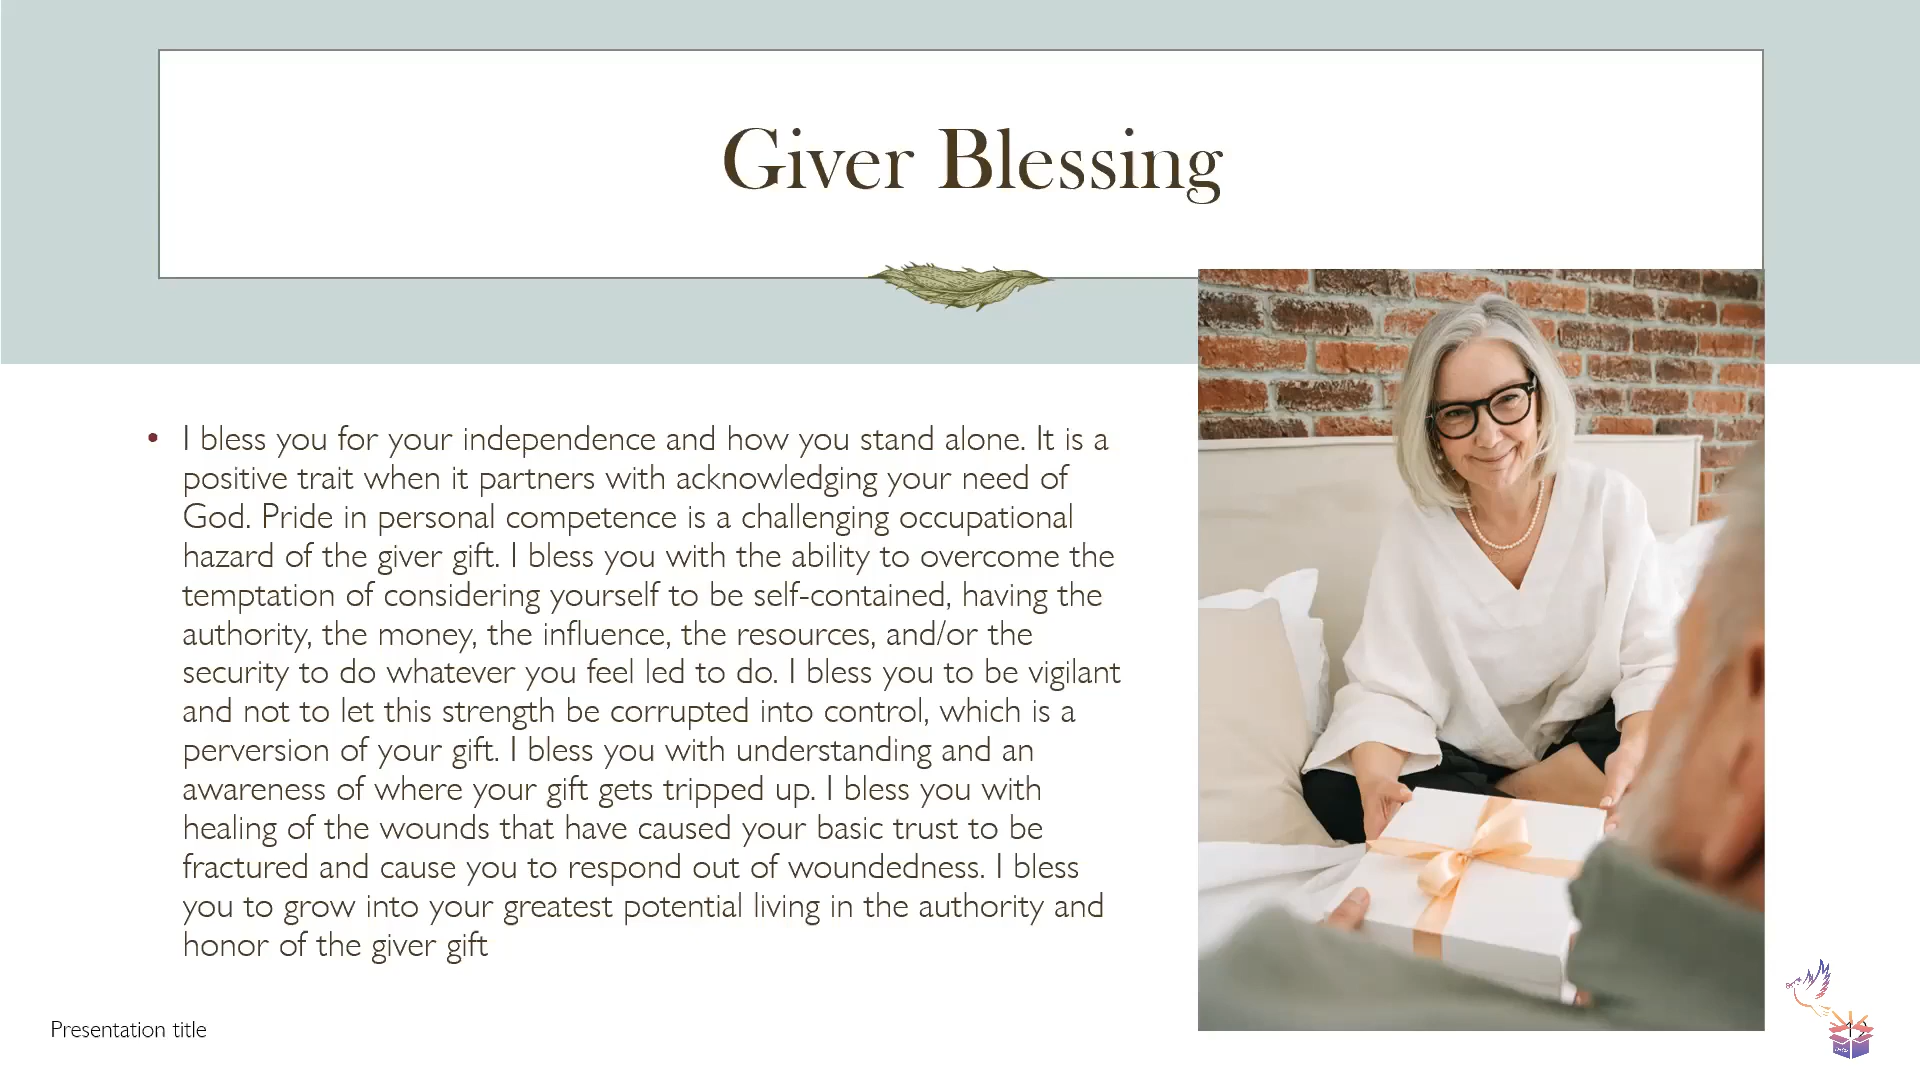 Giver Blessing
• I bless you for your independence and how you stand alone. It is a
positive trait when it partners with acknowledging your need of
God. Pride in personal competence is a challenging occupational
hazard of the giver gift. I bless you with the ability to overcome the
temptation of considering yourself to be self-contained, having the
authority, the money, the influence, the resources, and/or the
security to do whatever you feel led to do. I bless you to be vigilant
and not to let this strength be corrupted into control, which is a
perversion of your gift. I bless you with understanding and an
awareness of where your gift gets tripped up. I bless you with
healing of the wounds that have caused your basic trust to be
fractured and cause you to respond out of woundedness. I bless
you to grow into your greatest potential living in the authority and
honor of the giver gift
Presentation title